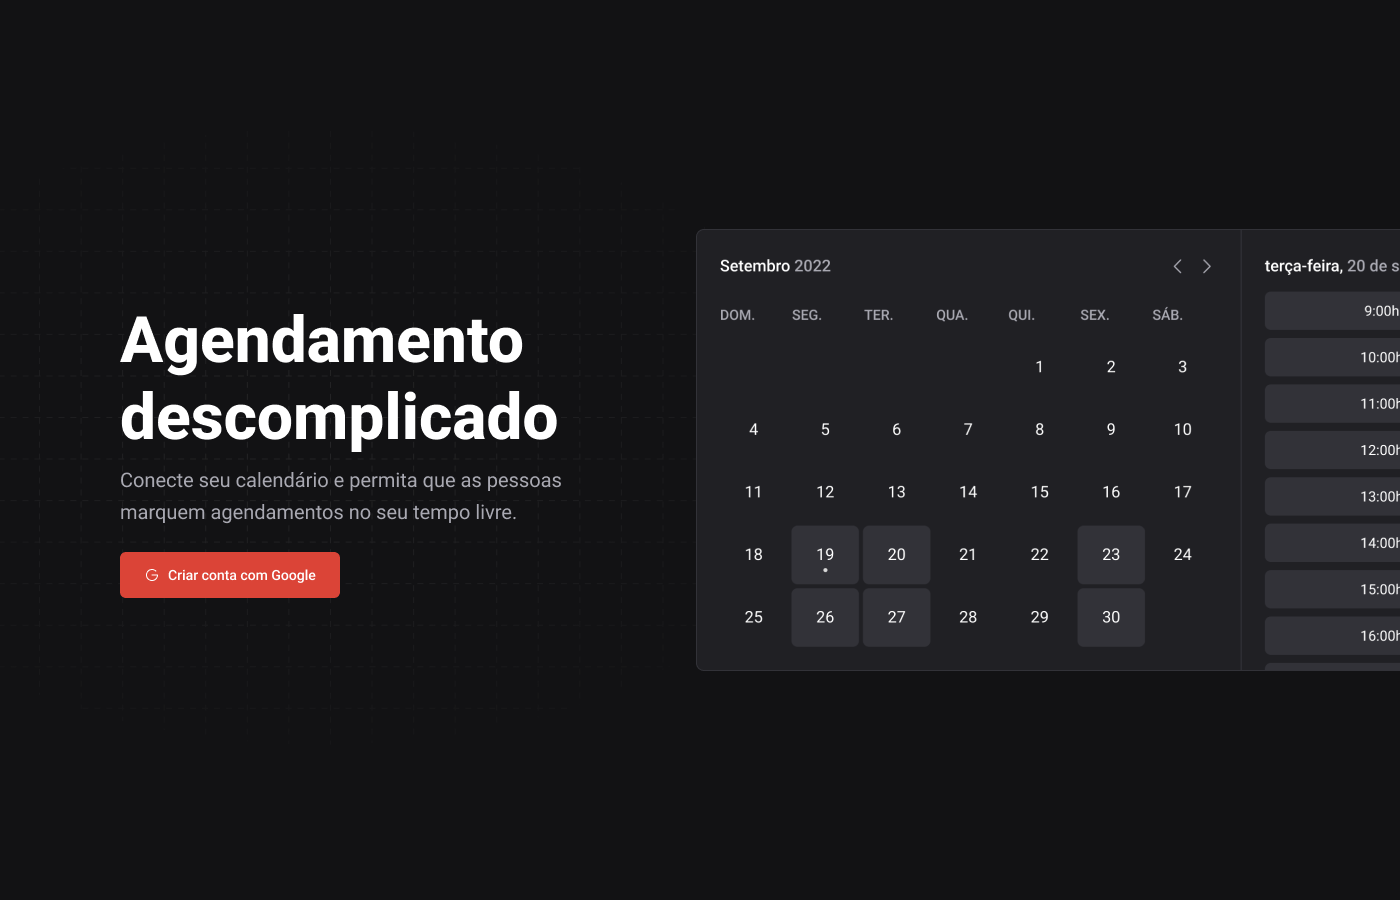 Agendamento
descomplicado
Conecte seu calendário e permita que as pessoas
marquem agendamentos no seu tempo livre.
Criar conta com Google
Setembro 2022
DOM. SEG. TER. QUA. QUI. SEX. SÁB.
1 2 3
4 5 6 7 8 9 10
11 12 13 14 15 16 17
18 19 20 21 22 23 24
25 26 27 28 29 30
terça-feira, 20 de s
9:00h
10:00h
11:00h
12:00h
13:00h
14:00h
15:00h
16:00h